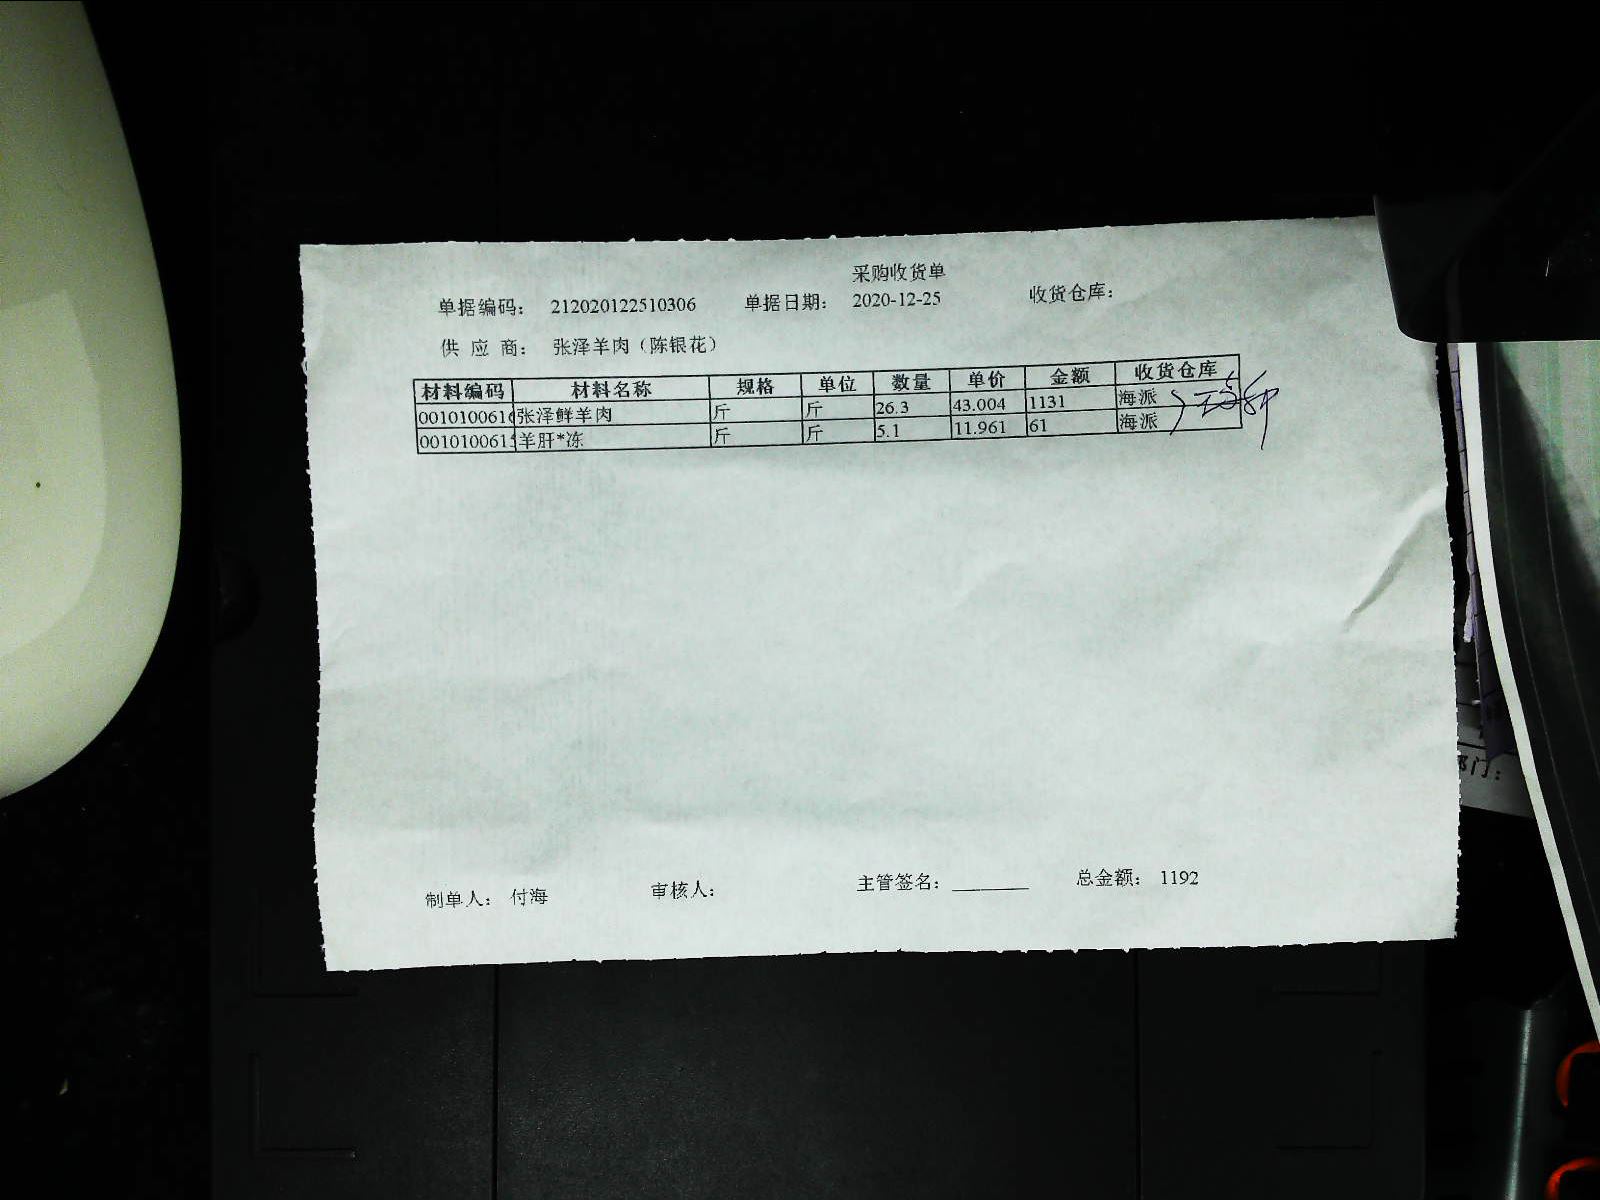 采购收货单
单据编码： 212020122510306 单据日期： 2020-12-25 收货仓库：
供 应 商： 张泽羊肉（陈银花）
材料编码 材料名称 规格 单位 数量 单价 金额 收货仓库
001010061 张泽鲜羊肉 斤 斤 26.3 43.004 1131 海派
001010061 羊肝*冻 斤 斤 5.1 11.961 61 海派
制单人： 付海 审核人： 主管签名： 总金额： 1192
部门：